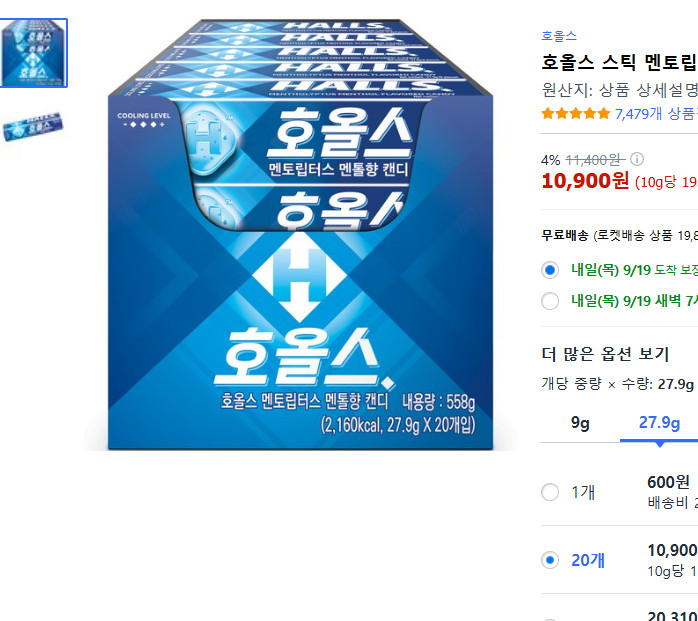 HALLS
HALLS
HALLS
HALLS
MENTHOLYPTUS MENTHOL FLAVORED CANDY
COOLING LEVEL
호올스
멘토립터스 멘톨향 캔디
호올스
H
호올스
호올스 멘토립터스 멘톨향 캔디 내용량 : 558g
(2,160kcal, 27.9g X 20개입)
호올스
호올스 스틱 멘토립
원산지: 상품 상세설명
7,479개 상품
4% 11,400원
10,900원 (10g당 19
무료배송 (로켓배송 상품 19,8
내일(목) 9/19 도착 보장
내일(목) 9/19 새벽 7시
더 많은 옵션 보기
개당 중량 × 수량: 27.9g
9g
27.9g
1개
600원
배송비 2
20개
10,900
10g당 1
20,310